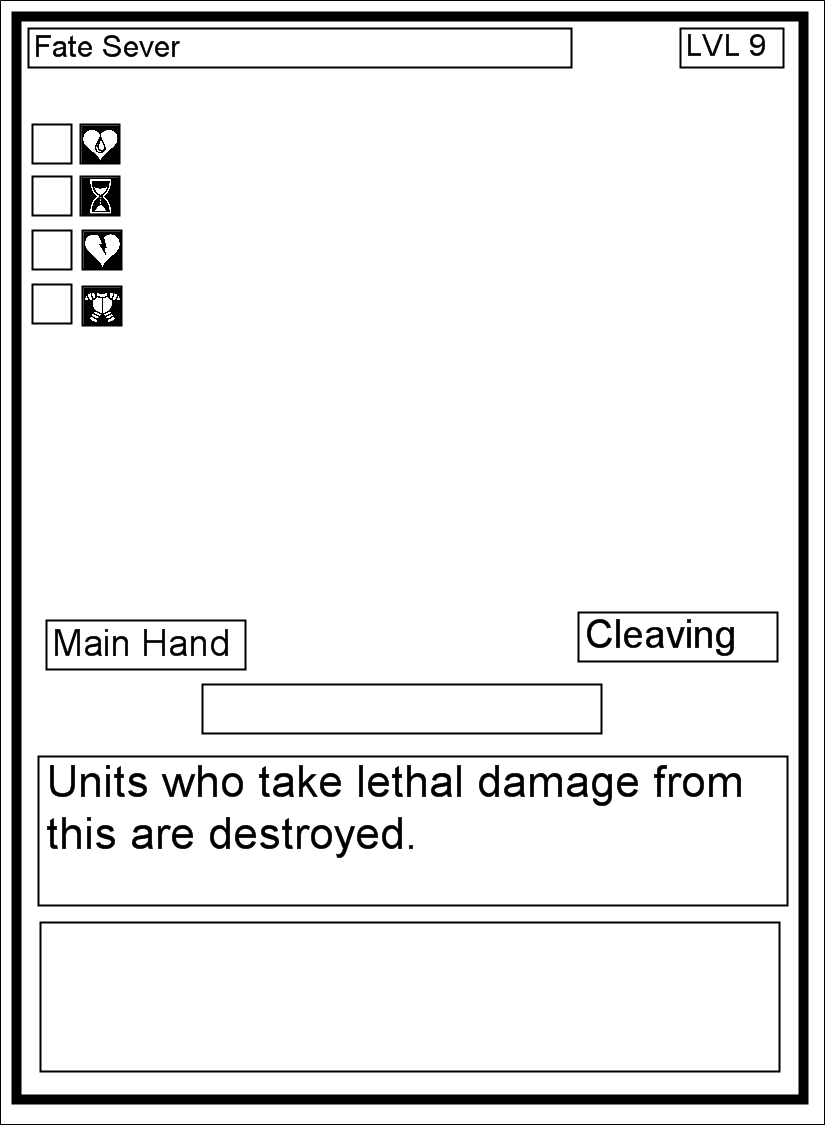 Fate Sever
LVL 9
Main Hand
Cleaving
Units who take lethal damage from
this are destroyed.